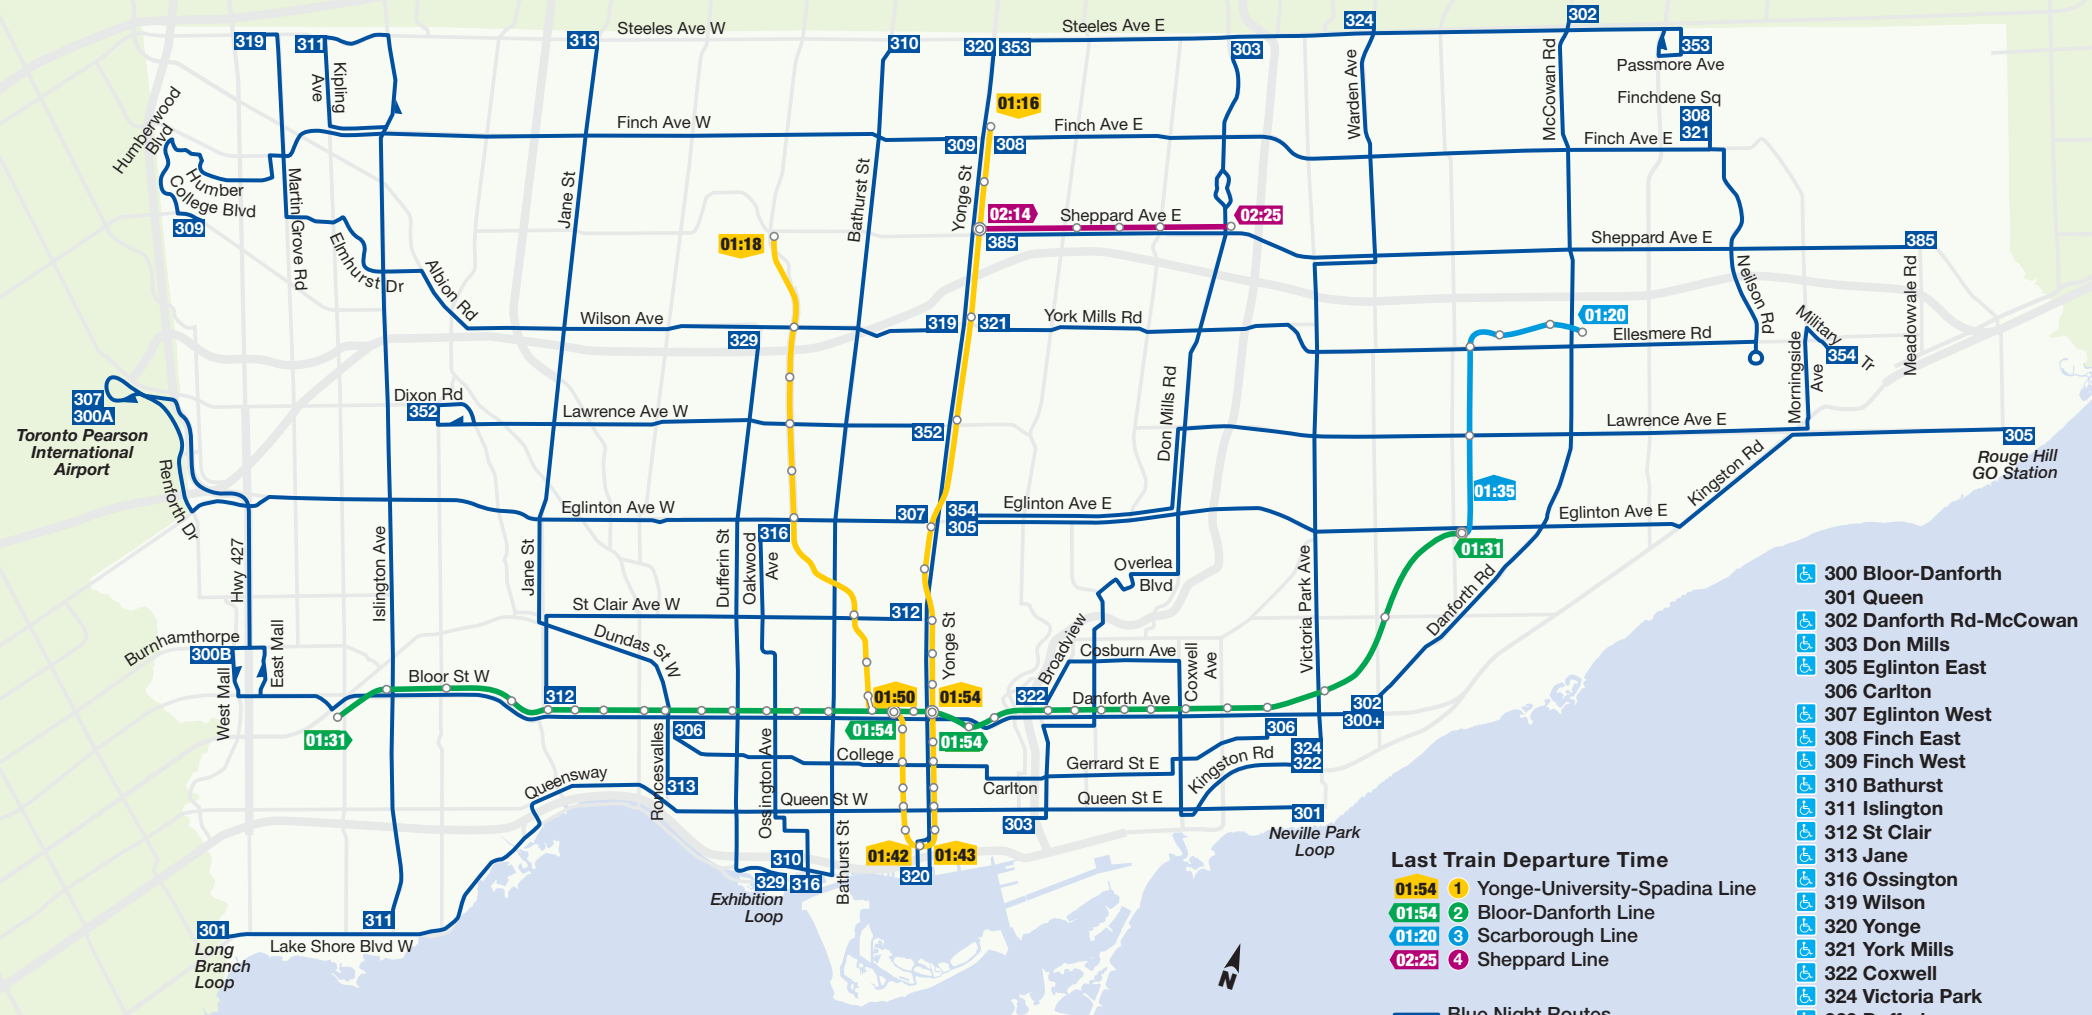 319
311
313
Steeles Ave W
310
320
353
Steeles Ave E
303
324
302
353
Passmore Ave
Kipling
Ave
Humberwood
Blvd
Finch Ave W
01:16
Finch Ave E
309
308
Warden Ave
McCowan Rd
Finchdene Sq
308
321
Finch Ave E
Humber
College Blvd
309
Martin Grove Rd
Jane St
Bathurst St
Yonge St
02:14
Sheppard Ave E
02:25
385
Sheppard Ave E
385
01:18
Elmhurst Dr
Albion Rd
Neilson Rd
Meadowvale Rd
Wilson Ave
319
321
York Mills Rd
01:20
Ellesmere Rd
Military Tr
354
Morningside
Ave
329
307
300A
Toronto Pearson
International
Airport
Dixon Rd
352
Lawrence Ave W
352
Don Mills Rd
Lawrence Ave E
305
Rouge Hill
GO Station
Kingston Rd
Renforth Dr
01:35
Eglinton Ave W
307
354
305
Eglinton Ave E
Eglinton Ave E
316
01:31
Hwy 427
Islington Ave
Jane St
Dufferin St
Oakwood
Ave
Overlea
Blvd
Victoria Park Ave
Danforth Rd
St Clair Ave W
312
Yonge St
Burnhamthorpe
300B
East Mall
West Mall
Dundas St W
Broadview
Cosburn Ave
Coxwell
Ave
Bloor St W
312
01:50
01:54
322
Danforth Ave
302
300+
01:31
01:54
01:54
Roncesvalles
306
Ossington Ave
College
Carlton
Gerrard St E
306
Kingston Rd
324
322
Queensway
313
Queen St W
Queen St E
301
303
Neville Park
Loop
310
329
316
Bathurst St
01:42
01:43
320
Exhibition
Loop
301
Long
Branch
Loop
311
Lake Shore Blvd W
N
Last Train Departure Time
01:54 1 Yonge-University-Spadina Line
01:54 2 Bloor-Danforth Line
01:20 3 Scarborough Line
02:25 4 Sheppard Line
Blue Night Routes
300 Bloor-Danforth
301 Queen
302 Danforth Rd-McCowan
303 Don Mills
305 Eglinton East
306 Carlton
307 Eglinton West
308 Finch East
309 Finch West
310 Bathurst
311 Islington
312 St Clair
313 Jane
316 Ossington
319 Wilson
320 Yonge
321 York Mills
322 Coxwell
324 Victoria Park